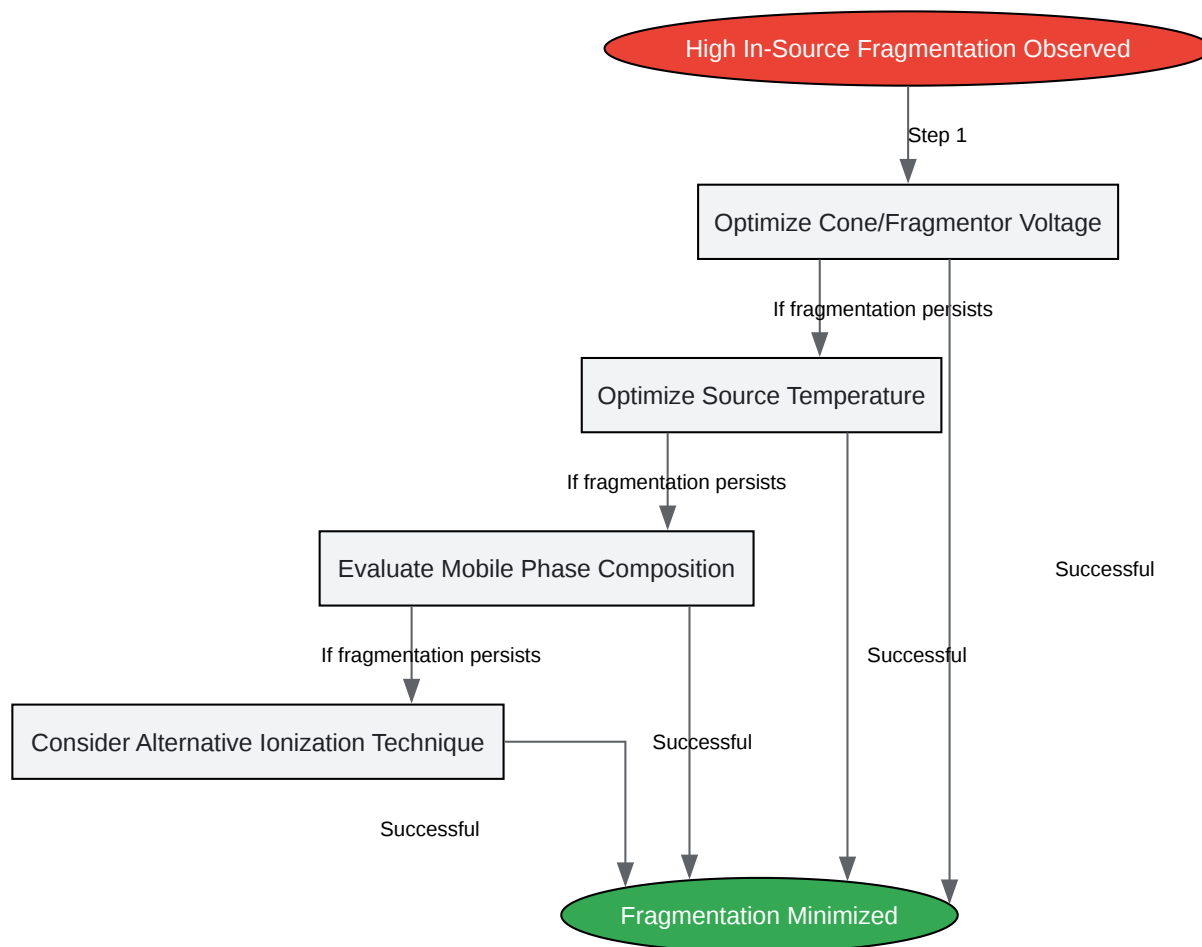 High In-Source Fragmentation Observed
Step 1
Optimize Cone/Fragmentor Voltage
If fragmentation persists
Optimize Source Temperature
If fragmentation persists
Evaluate Mobile Phase Composition
Successful
If fragmentation persists
Successful
Consider Alternative Ionization Technique
Successful
Successful
Fragmentation Minimized